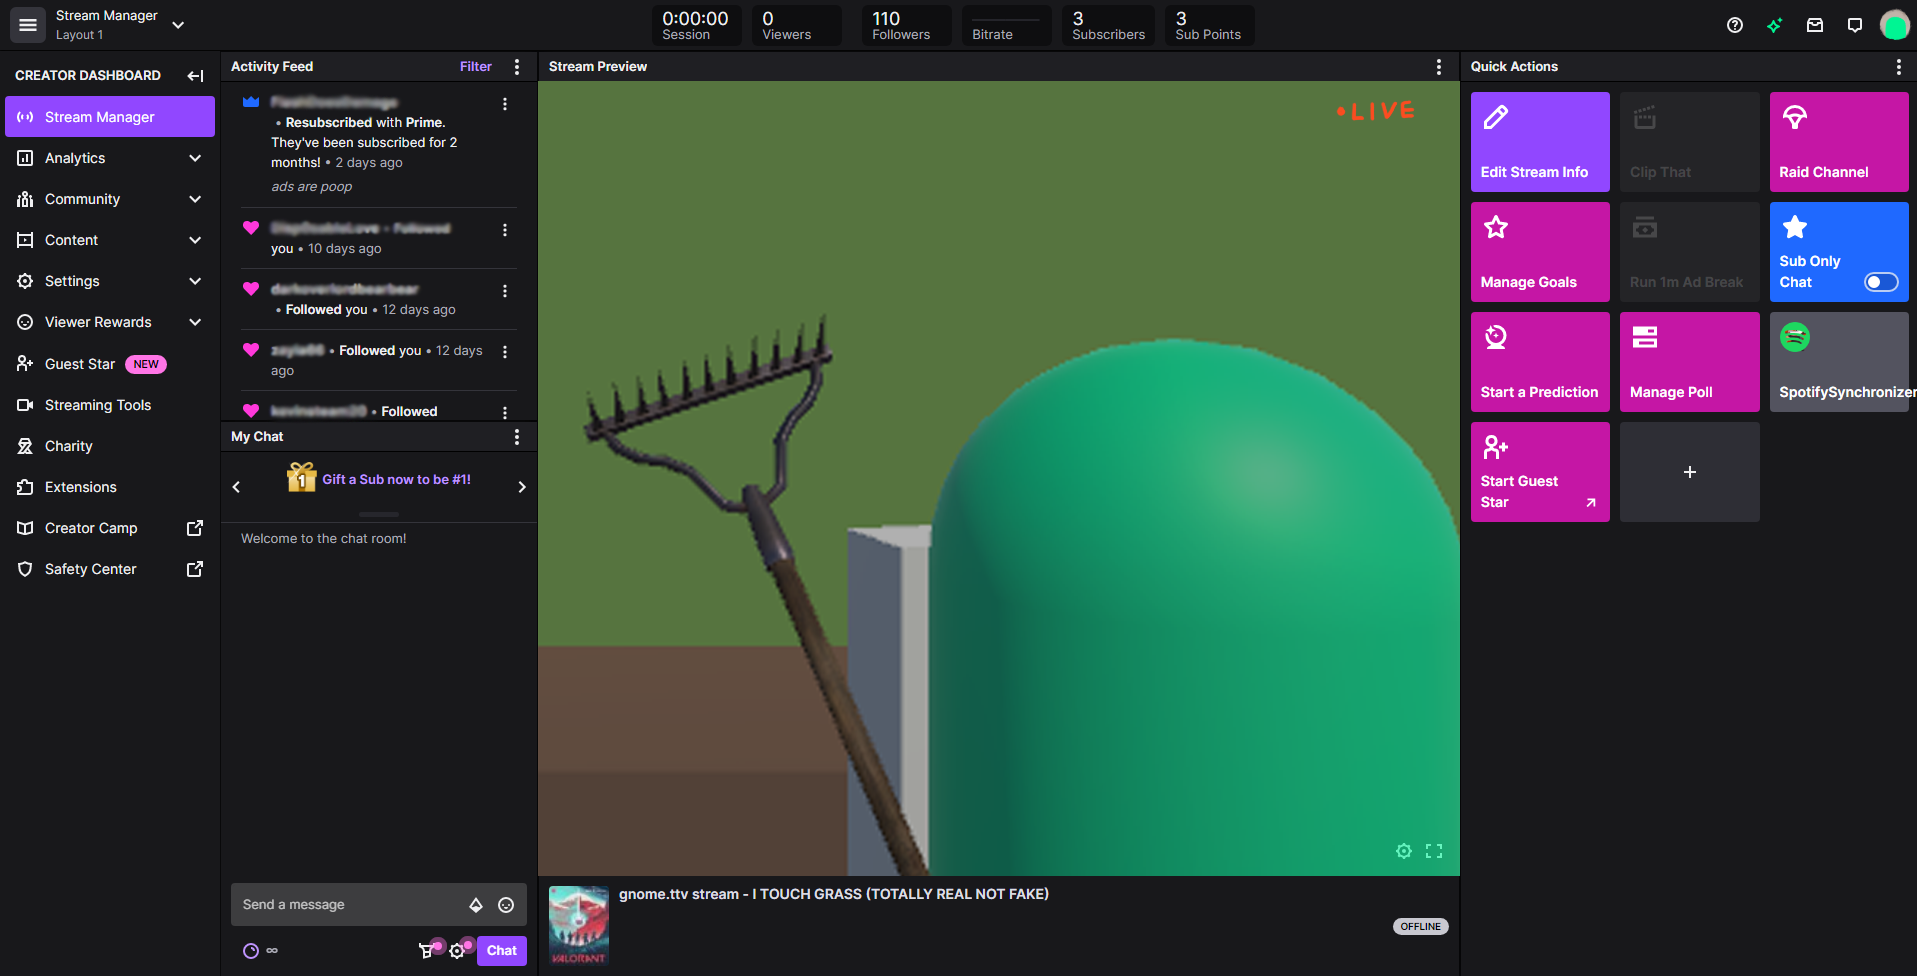 Stream Manager
Layout 1
0:00:00
Session
0
Viewers
110
Followers
Bitrate
3
Subscribers
3
Sub Points
CREATOR DASHBOARD
Stream Manager
Analytics
Community
Content
Settings
Viewer Rewards
Guest Star NEW
Streaming Tools
Charity
Extensions
Creator Camp
Safety Center
Activity Feed Filter
• Resubscribed with Prime.
They've been subscribed for 2
months! • 2 days ago
ads are poop
Followed
you • 10 days ago
• Followed you • 12 days ago
• Followed you • 12 days
ago
• Followed
My Chat
1
Gift a Sub now to be #1!
Welcome to the chat room!
Send a message
∞
Chat
Stream Preview
• LIVE
VALORANT
gnome.ttv stream - I TOUCH GRASS (TOTALLY REAL NOT FAKE)
OFFLINE
Quick Actions
Edit Stream Info
Clip That
Raid Channel
Manage Goals
Run 1m Ad Break
Sub Only
Chat
Start a Prediction
Manage Poll
SpotifySynchronizer
Start Guest
Star
+